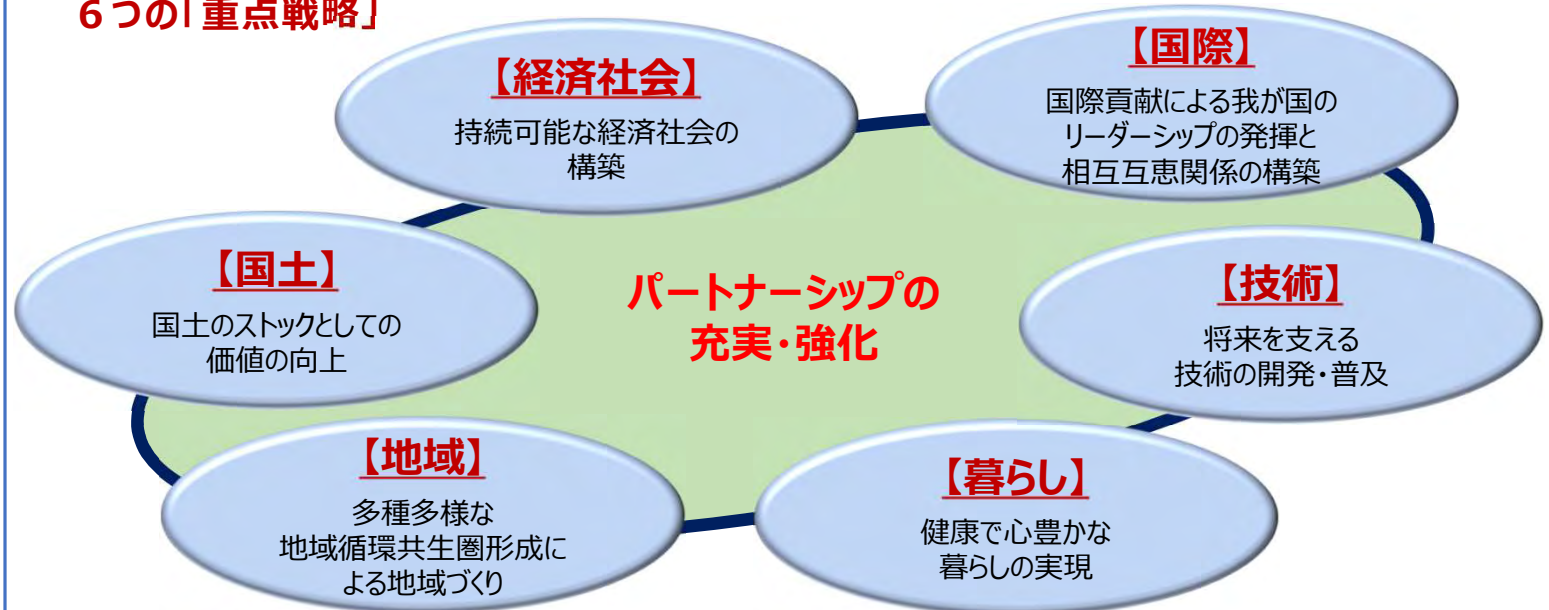 ６つの「重点戦略」
【経済社会】
持続可能な経済社会の
構築
【国際】
国際貢献による我が国の
リーダーシップの発揮と
相互互恵関係の構築
【国土】
国土のストックとしての
価値の向上
パートナーシップの
充実・強化
【技術】
将来を支える
技術の開発・普及
【地域】
多種多様な
地域循環共生圏形成に
よる地域づくり
【暮らし】
健康で心豊かな
暮らしの実現